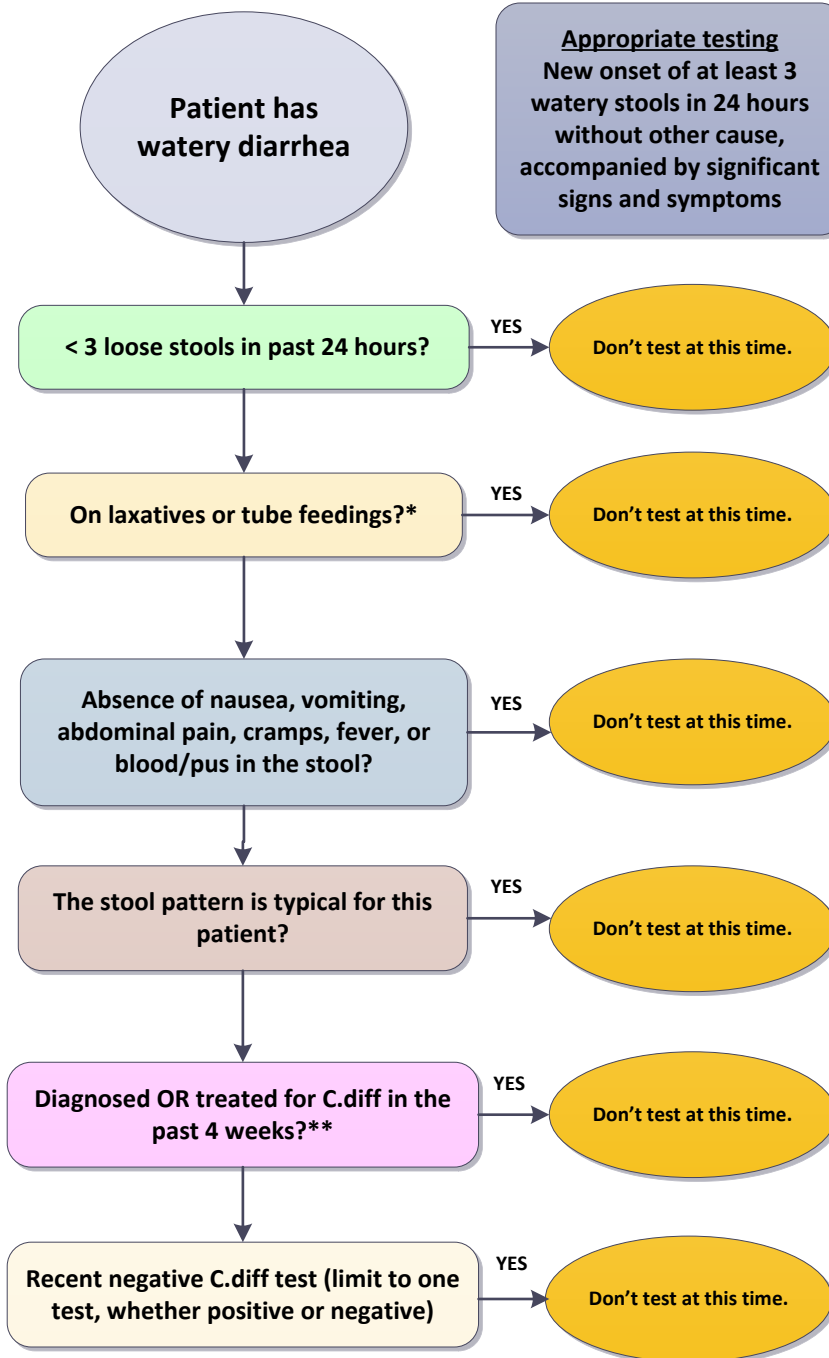 Patient has
watery diarrhea
Appropriate testing
New onset of at least 3
watery stools in 24 hours
without other cause,
accompanied by significant
signs and symptoms
< 3 loose stools in past 24 hours?
YES
Don’t test at this time.
On laxatives or tube feedings?*
YES
Don’t test at this time.
Absence of nausea, vomiting,
abdominal pain, cramps, fever, or
blood/pus in the stool?
YES
Don’t test at this time.
The stool pattern is typical for this
patient?
YES
Don’t test at this time.
Diagnosed OR treated for C.diff in the
past 4 weeks?**
YES
Don’t test at this time.
Recent negative C.diff test (limit to one
test, whether positive or negative)
YES
Don’t test at this time.